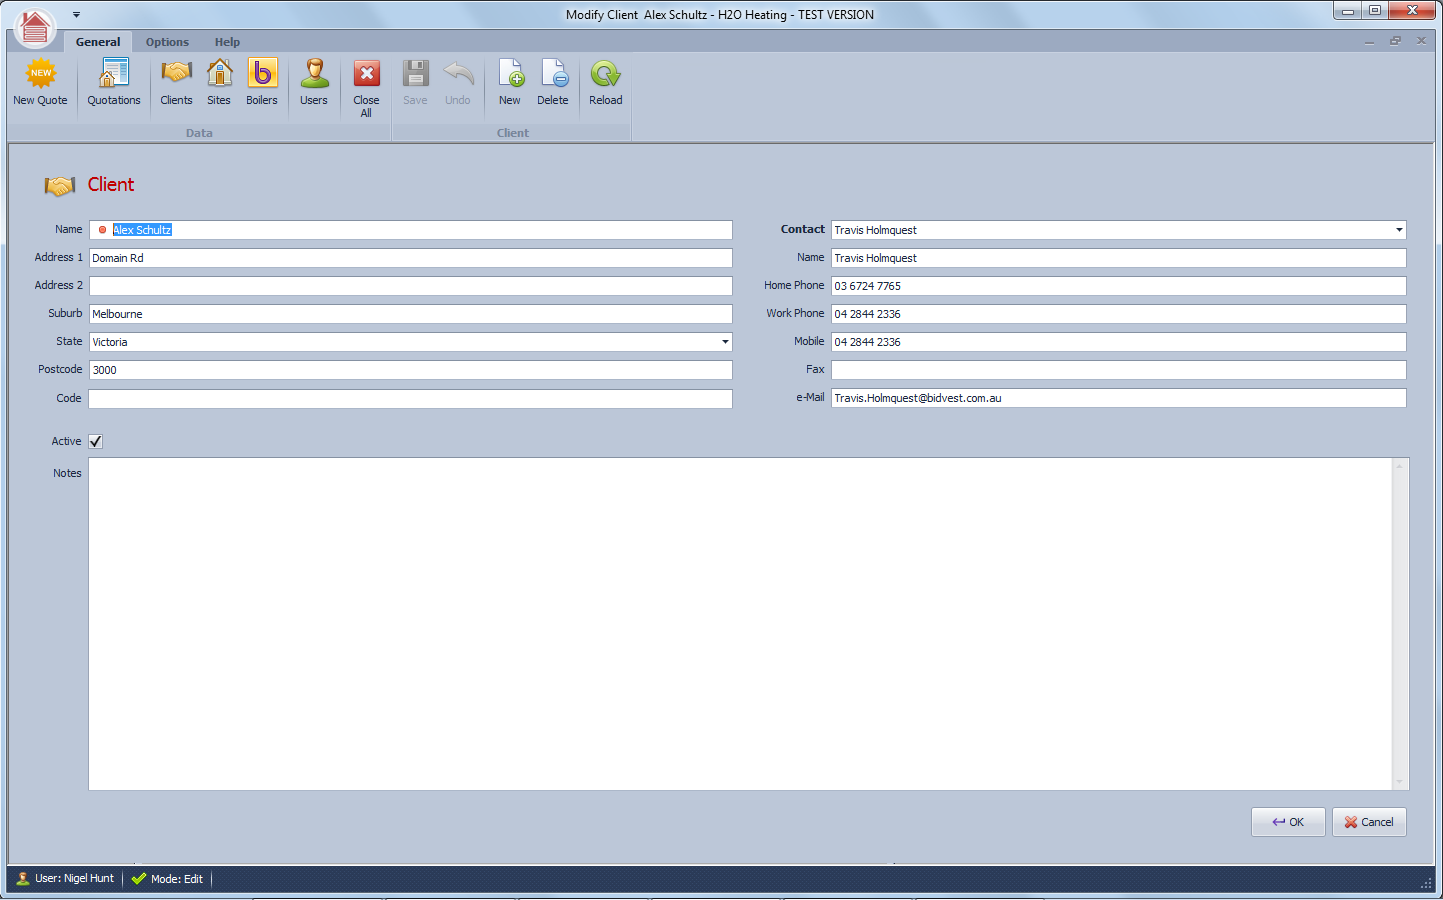 Modify Client  Alex Schultz - H2O Heating - TEST VERSION
General Options Help
NEW
New Quote Quotations Clients Sites Boilers Users Close All Save Undo New Delete Reload
Data Client
Client
Name Alex Schultz Contact Travis Holmquest
Address 1 Domain Rd Name Travis Holmquest
Address 2 Home Phone 03 6724 7765
Suburb Melbourne Work Phone 04 2844 2336
State Victoria Mobile 04 2844 2336
Postcode 3000 Fax
Code e-Mail Travis.Holmquest@bidvest.com.au
Active
Notes
OK Cancel
User: Nigel Hunt Mode: Edit